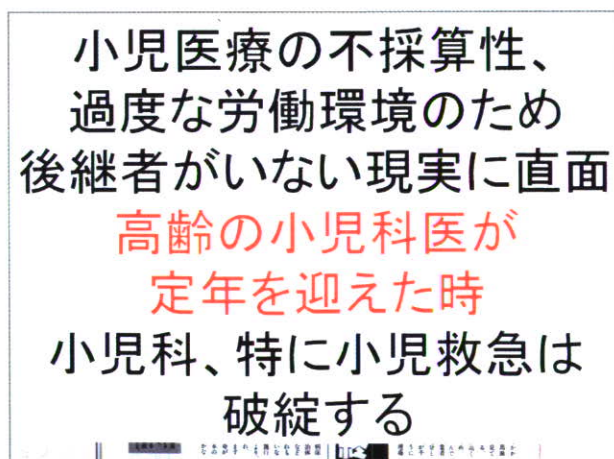 小児医療の不採算性、
過度な労働環境のため
後継者がいない現実に直面
高齢の小児科医が
定年を迎えた時
小児科、特に小児救急は
破綻する